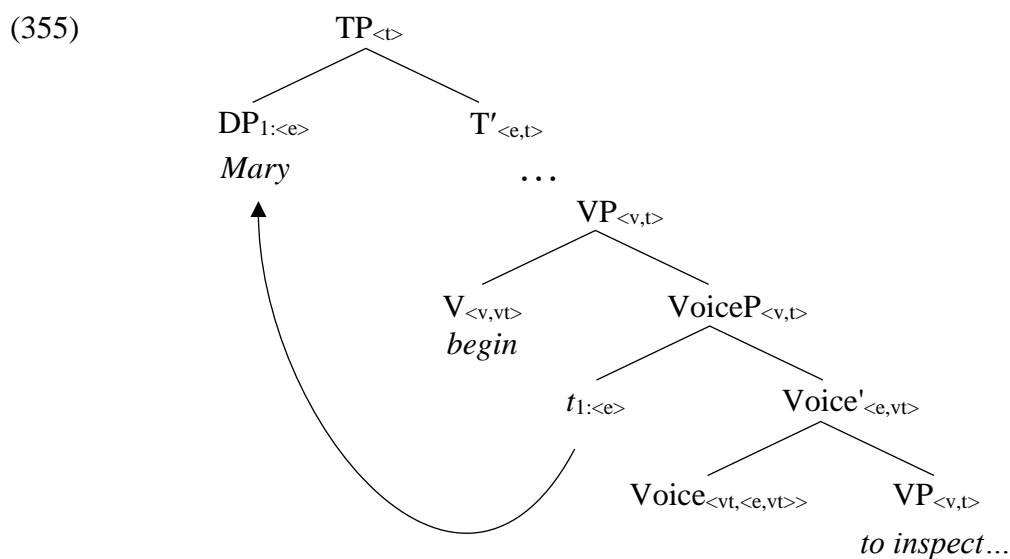 (355) TP<t>
DP1:<e> T′<e,t>
Mary …
VP<v,t>
V<v,vt> VoiceP<v,t>
begin
t1:<e> Voice'<e,vt>
Voice<vt,<e,vt>> VP<v,t>
to inspect…